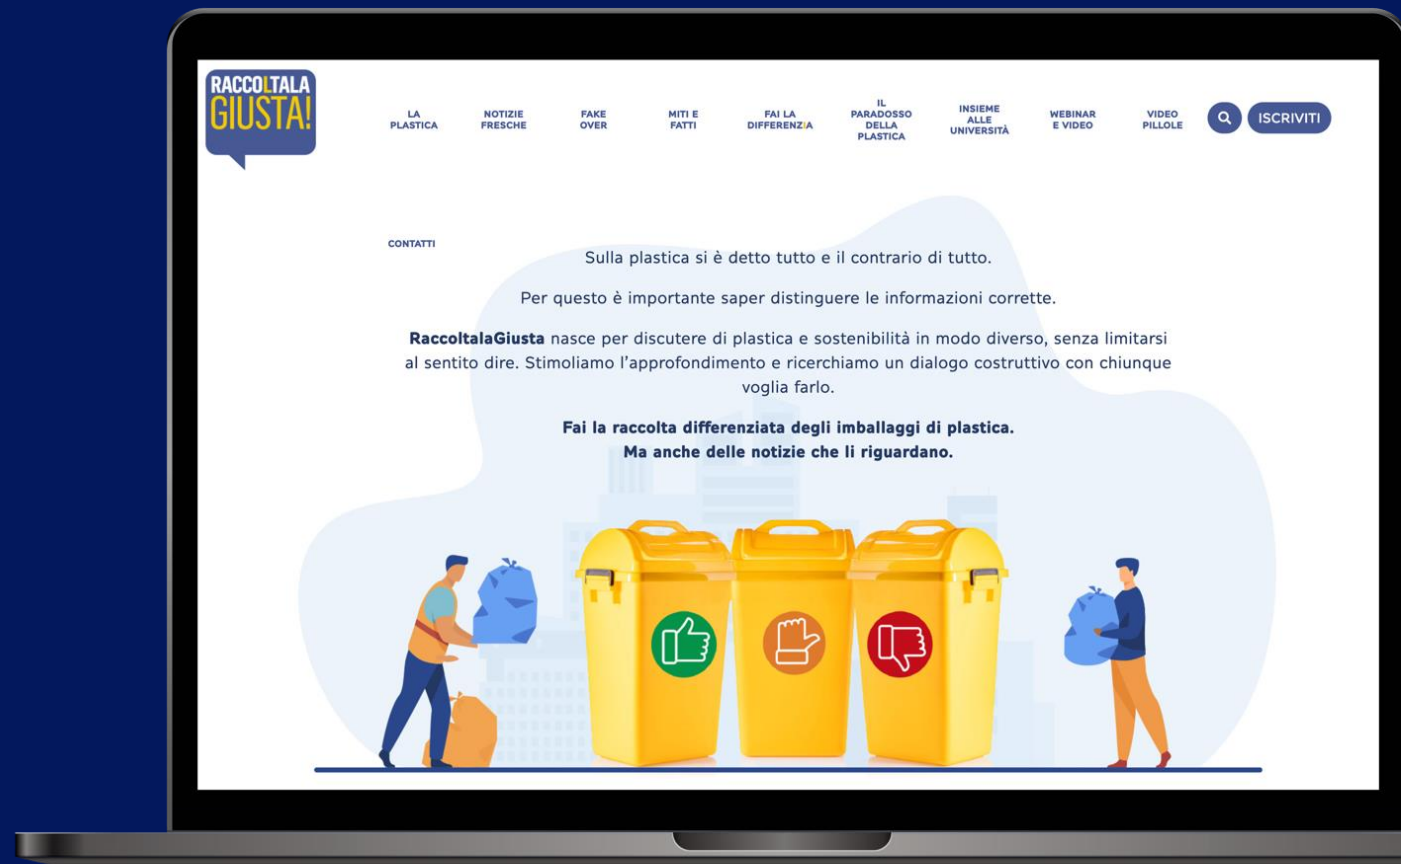 RACCOLTALA
GIUSTA!
LA
PLASTICA
NOTIZIE
FRESCHE
FAKE
OVER
MITI E
FATTI
FAI LA
DIFFERENZIA
IL
PARADOSSO
DELLA
PLASTICA
INSIEME
ALLE
UNIVERSITÀ
WEBINAR
E VIDEO
VIDEO
PILLOLE
ISCRIVITI
CONTATTI
Sulla plastica si è detto tutto e il contrario di tutto.
Per questo è importante saper distinguere le informazioni corrette.
RaccoltalaGiusta nasce per discutere di plastica e sostenibilità in modo diverso, senza limitarsi
al sentito dire. Stimoliamo l'approfondimento e ricerchiamo un dialogo costruttivo con chiunque
voglia farlo.
Fai la raccolta differenziata degli imballaggi di plastica.
Ma anche delle notizie che li riguardano.